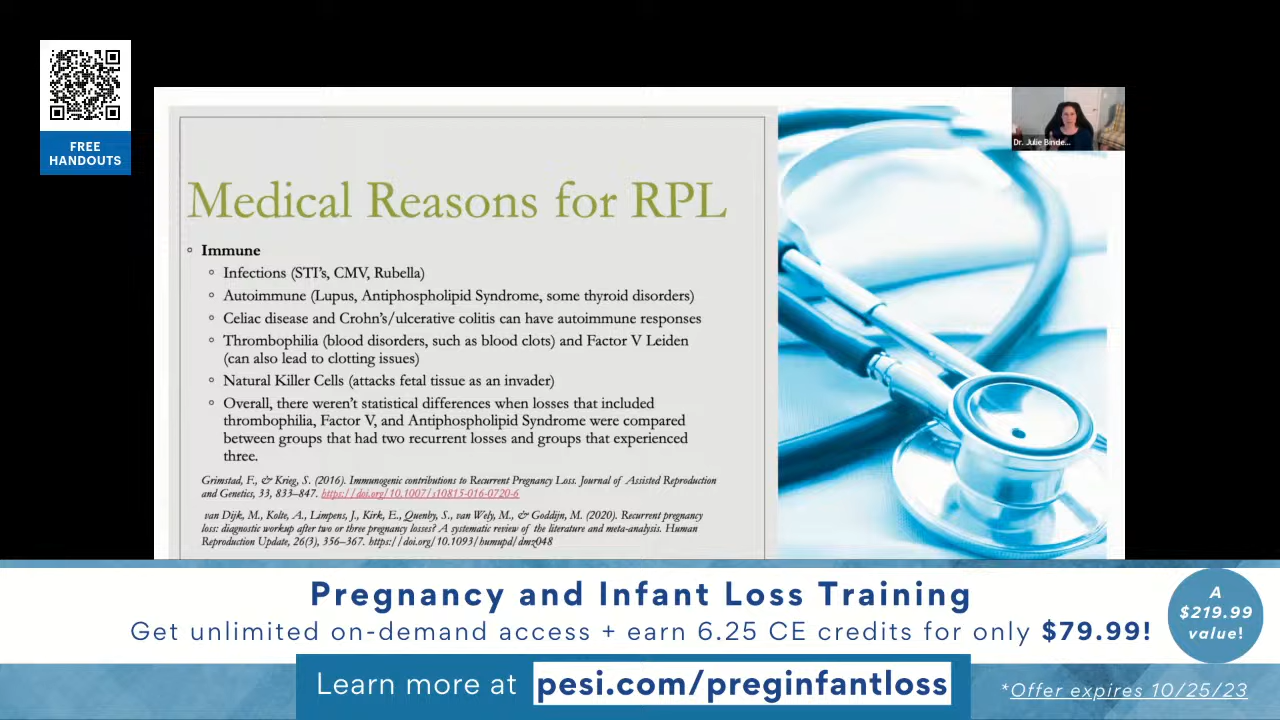 FREE
HANDOUTS
Dr. Julie Binde...
Medical Reasons for RPL
Immune
Infections (STI's, CMV, Rubella)
Autoimmune (Lupus, Antiphospholipid Syndrome, some thyroid disorders)
Celiac disease and Crohn's/ulcerative colitis can have autoimmune responses
Thrombophilia (blood disorders, such as blood clots) and Factor V Leiden
(can also lead to clotting issues)
Natural Killer Cells (attacks fetal tissue as an invader)
Overall, there weren't statistical differences when losses that included
thrombophilia, Factor V, and Antiphospholipid Syndrome were compared
between groups that had two recurrent losses and groups that experienced
three.
Grimstad, F., & Krieg, S. (2016). Immunogenic contributions to Recurrent Pregnancy Loss. Journal of Assisted Reproduction
and Genetics, 33, 833–847. https://doi.org/10.1007/s10815-016-0720-6
van Dijk, M., Kolte, A., Limpens, J., Kirk, E., Quenby, S., van Wely, M., & Goddijn, M. (2020). Recurrent pregnancy
loss: diagnostic workup after two or three pregnancy losses? A systematic review of the literature and meta-analysis. Human
Reproduction Update, 26(3), 356–367. https://doi.org/10.1093/humupd/dmz048
Pregnancy and Infant Loss Training
Get unlimited on-demand access + earn 6.25 CE credits for only $79.99!
A
$219.99
value!
Learn more at pesi.com/preginfantloss
*Offer expires 10/25/23